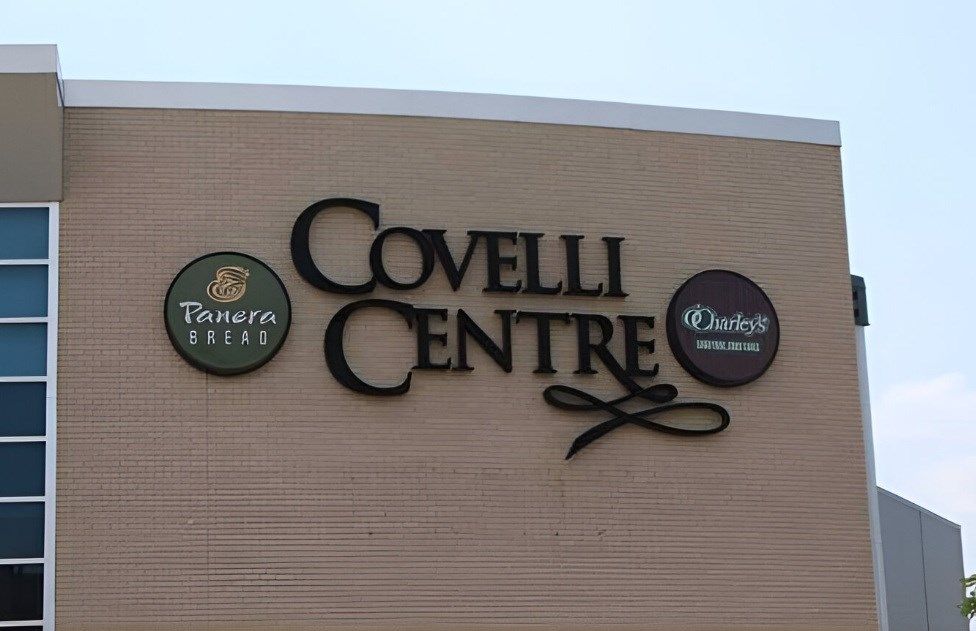 COVELLI
CENTRE
Panera
BREAD
O'Charley's